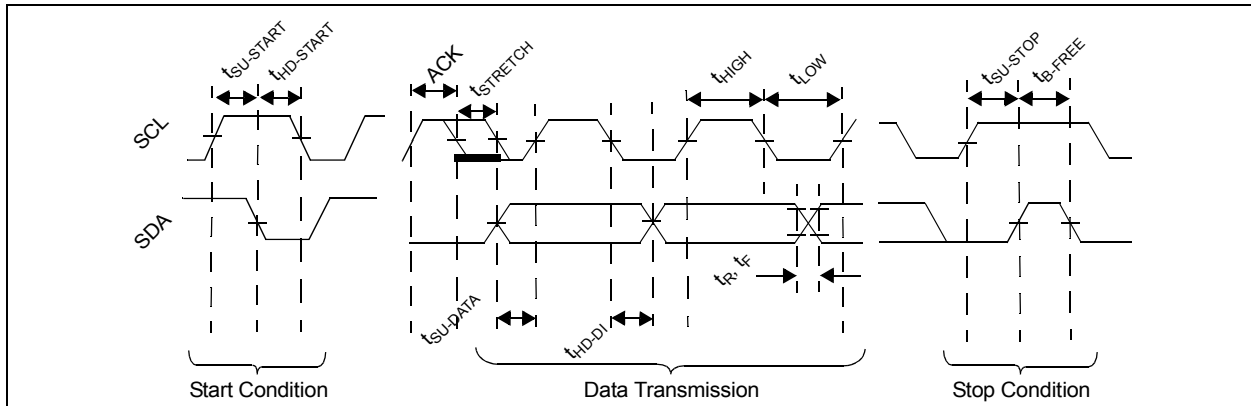 tSU-START
tHD-START
ACK
tSTRETCH
tHIGH
tLOW
tSU-STOP
tB-FREE
SCL
SDA
tR, tF
tSU-DATA
tHD-DI
Start Condition
Data Transmission
Stop Condition